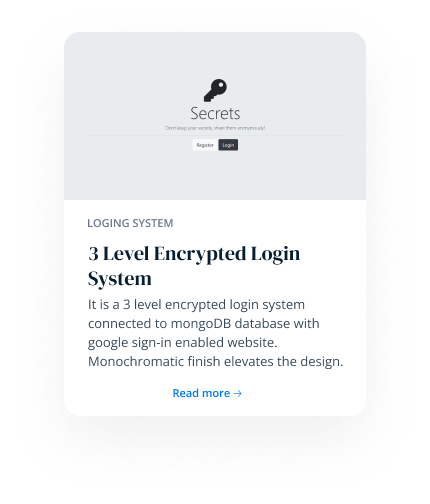 Secrets
Don't keep your secrets, share them anonymously!
Register Login
LOGING SYSTEM
3 Level Encrypted Login
System
It is a 3 level encrypted login system
connected to mongoDB database with
google sign-in enabled website.
Monochromatic finish elevates the design.
Read more →